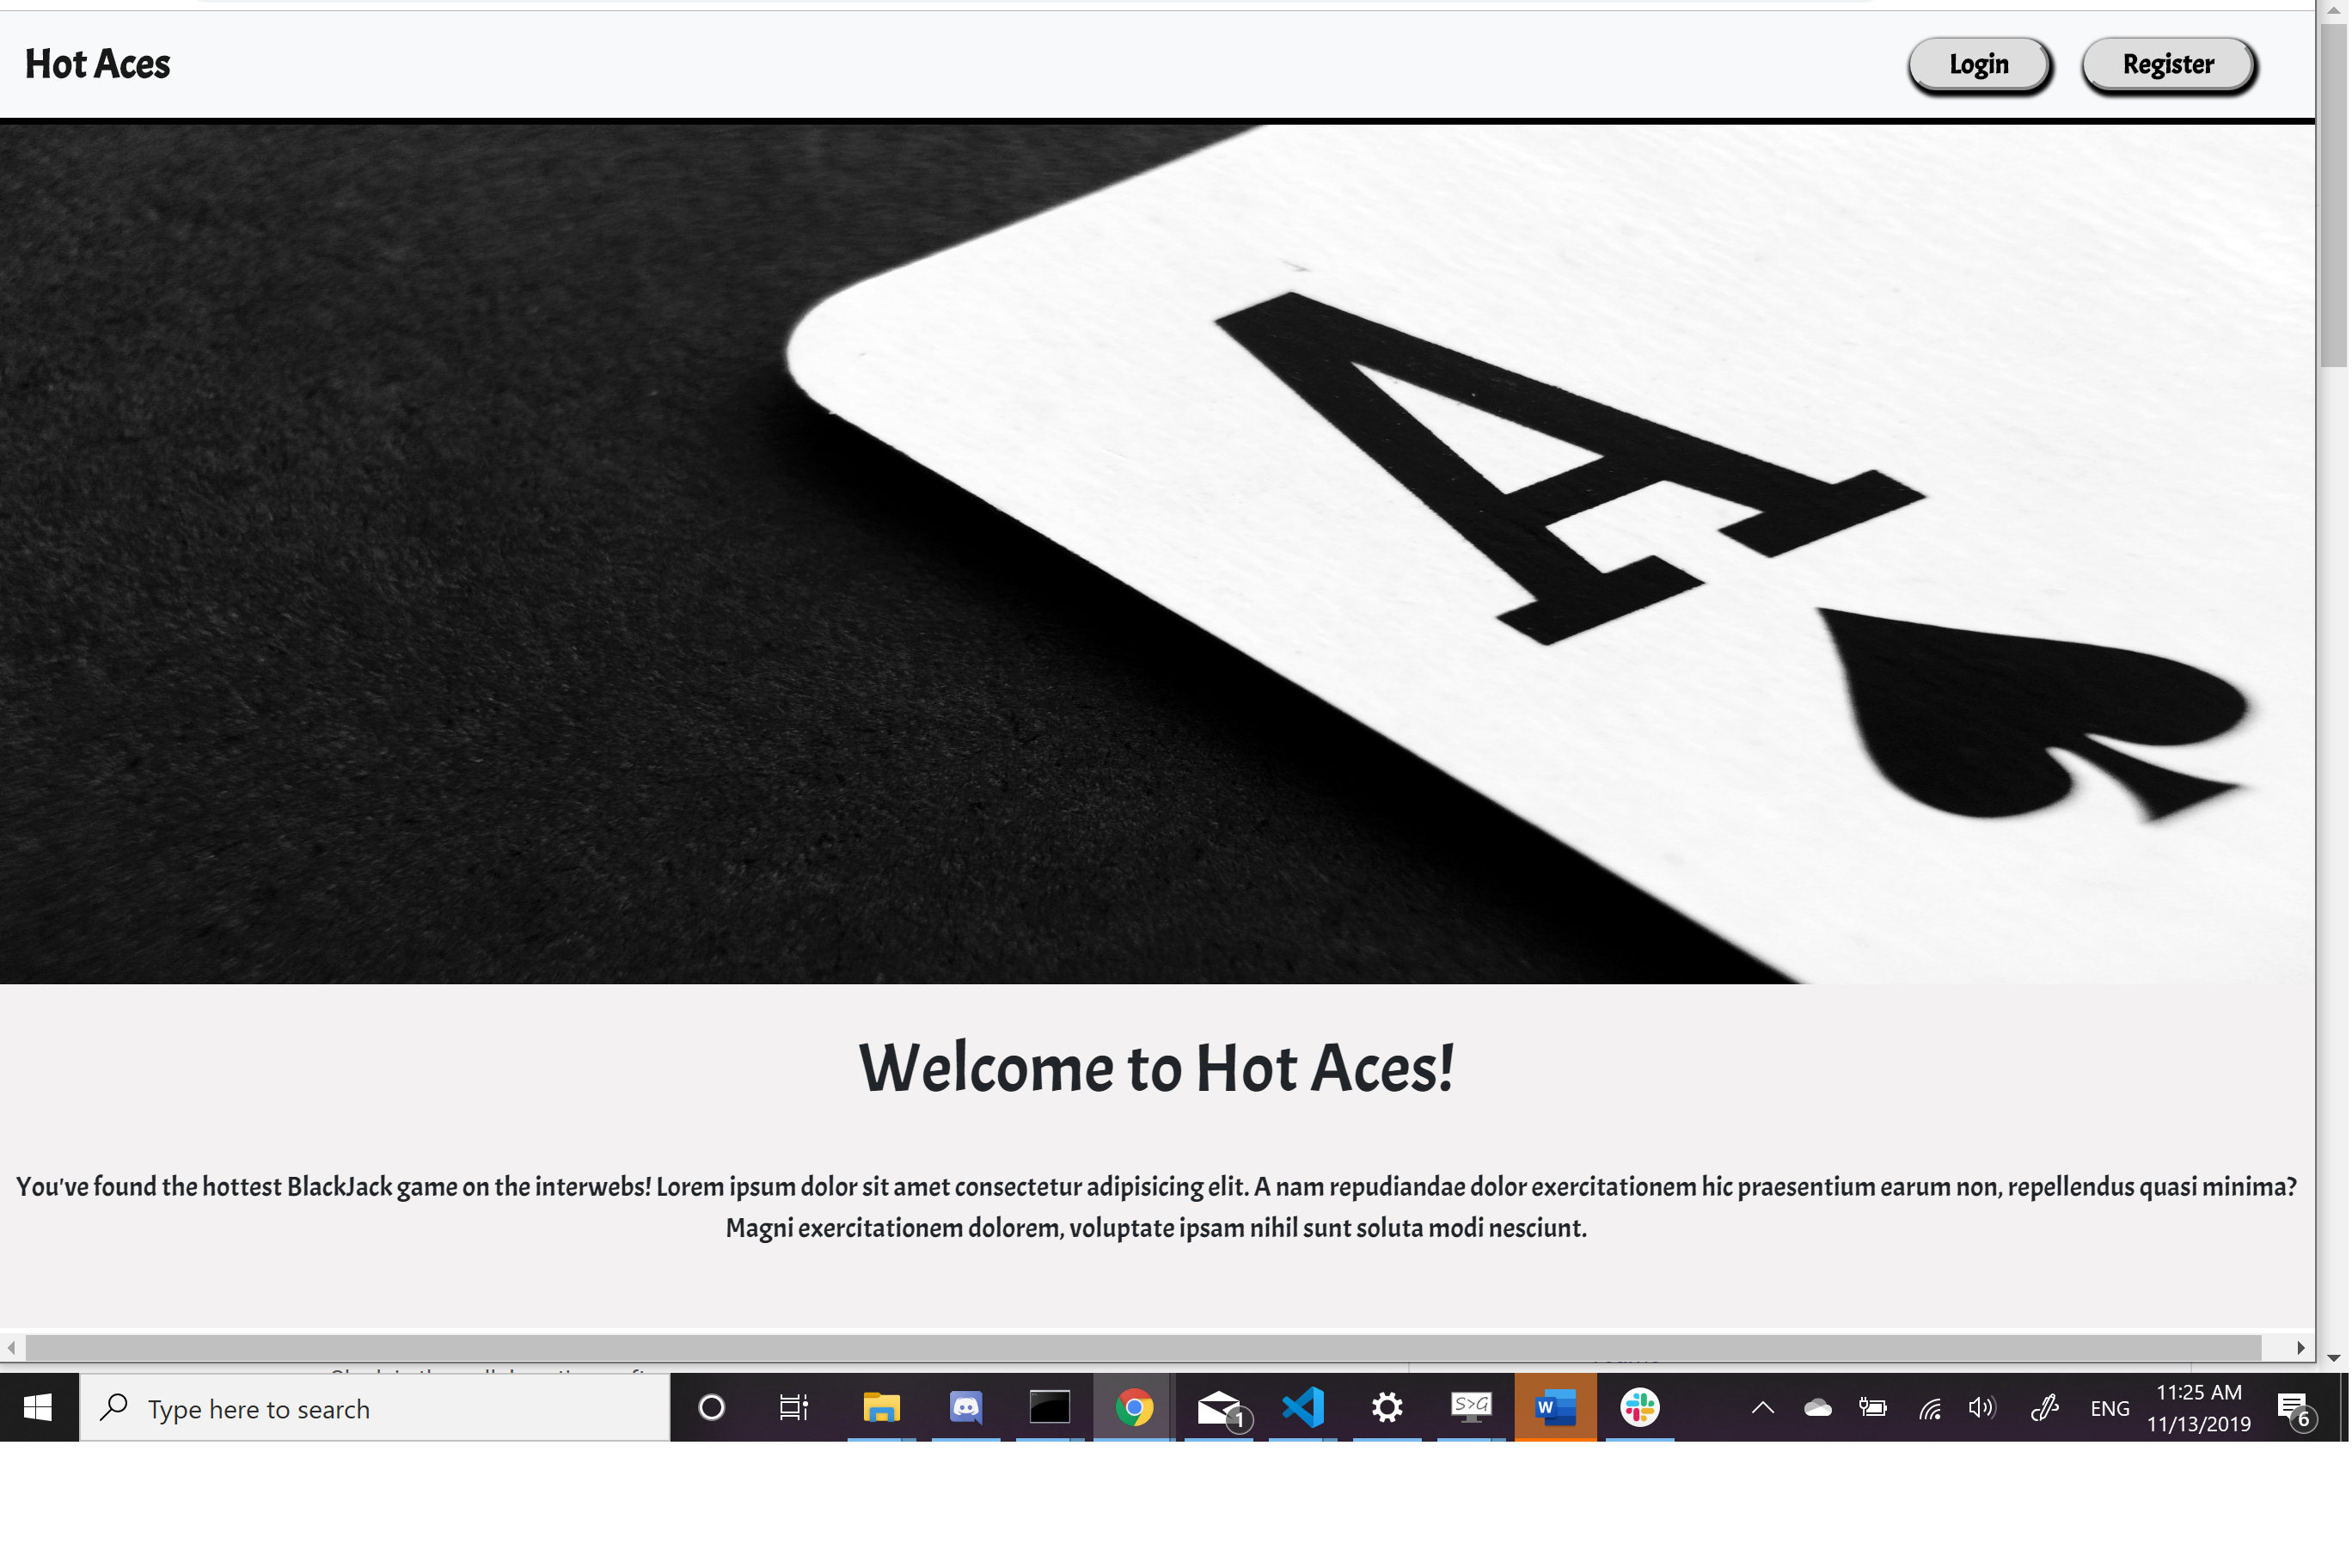 Hot Aces
Login
Register
A
Welcome to Hot Aces!
You've found the hottest BlackJack game on the interwebs! Lorem ipsum dolor sit amet consectetur adipisicing elit. A nam repudiandae dolor exercitationem hic praesentium earum non, repellendus quasi minima?
Magni exercitationem dolorem, voluptate ipsam nihil sunt soluta modi nesciunt.
Type here to search
1
S>G
W
ENG
11:25 AM
11/13/2019
6